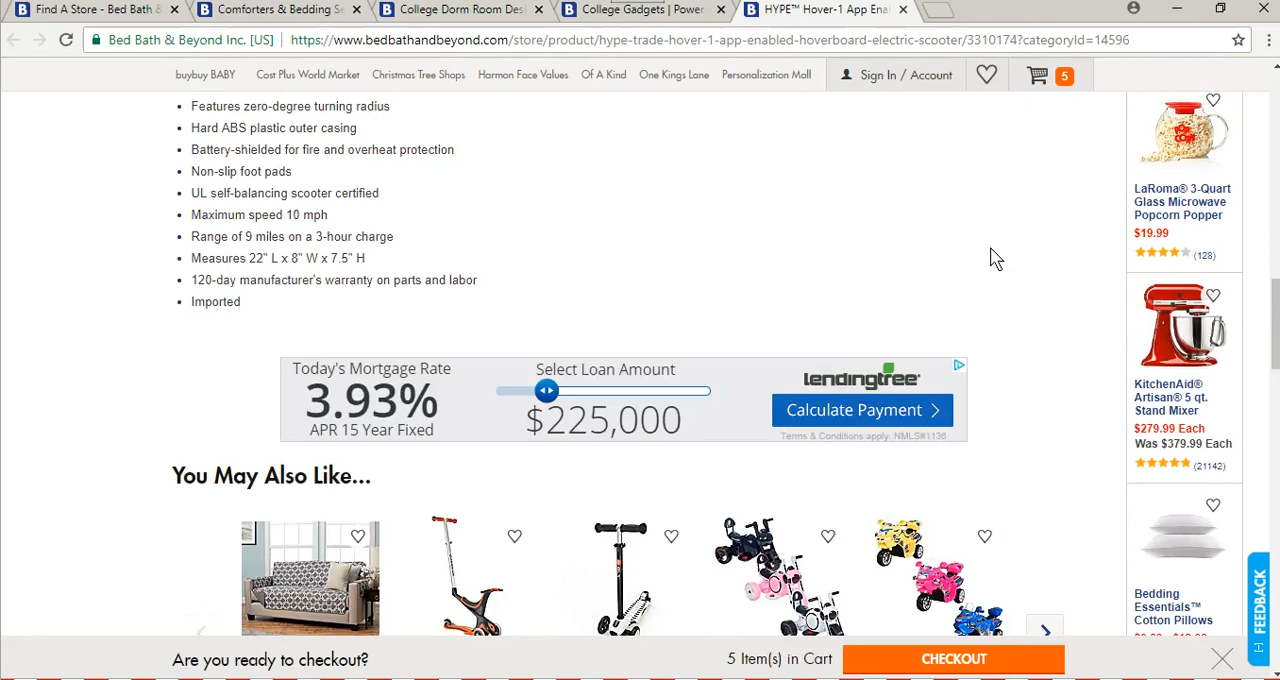 Find A Store - Bed Bath &
Comforters & Bedding Se
College Dorm Room Des
College Gadgets | Power
HYPE™ Hover-1 App Ena
Bed Bath & Beyond Inc. [US]
https://www.bedbathandbeyond.com/store/product/hype-trade-hover-1-app-enabled-hoverboard-electric-scooter/3310174?categoryId=14596
buybuy BABY
Cost Plus World Market
Christmas Tree Shops
Harmon Face Values
Of A Kind
One Kings Lane
Personalization Mall
Sign In / Account
5
Features zero-degree turning radius
Hard ABS plastic outer casing
Battery-shielded for fire and overheat protection
Non-slip foot pads
UL self-balancing scooter certified
Maximum speed 10 mph
Range of 9 miles on a 3-hour charge
Measures 22" L x 8" W x 7.5" H
120-day manufacturer's warranty on parts and labor
Imported
Today's Mortgage Rate
3.93%
APR 15 Year Fixed
Select Loan Amount
$225,000
lendingtree
Calculate Payment
Terms & Conditions apply. NMLS#1136
You May Also Like...
LaRoma® 3-Quart
Glass Microwave
Popcorn Popper
$19.99
(128)
KitchenAid®
Artisan® 5 qt.
Stand Mixer
$279.99 Each
Was $379.99 Each
(21142)
Bedding
Essentials™
Cotton Pillows
FEEDBACK
Are you ready to checkout?
5 Item(s) in Cart
CHECKOUT